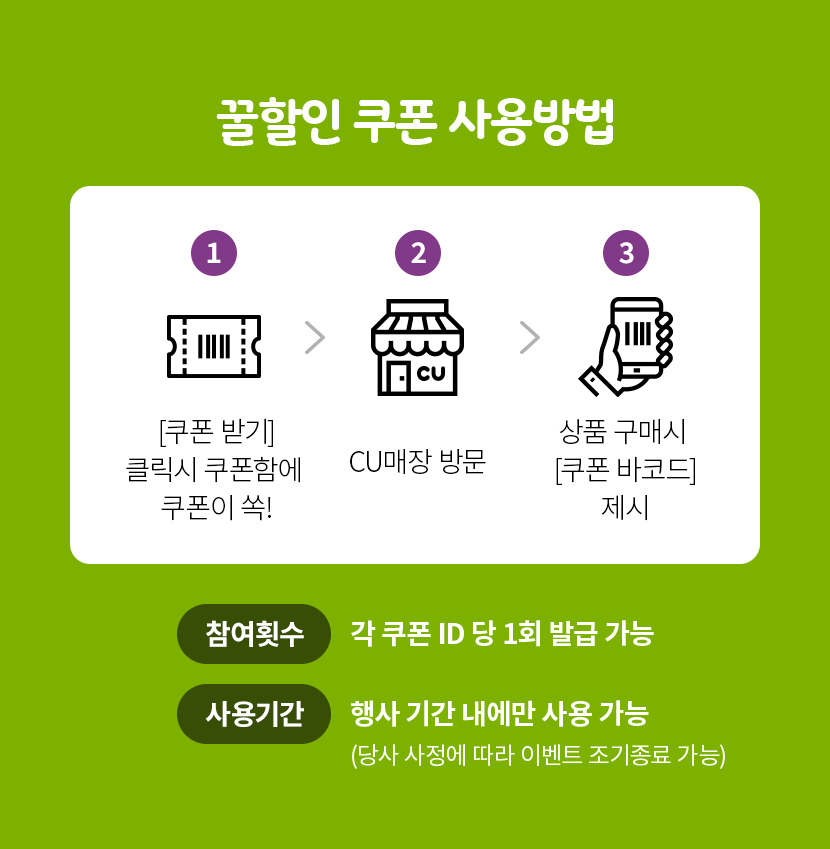 꿀할인 쿠폰 사용방법
1
2
3
CU
[쿠폰 받기]
클릭시 쿠폰함에
쿠폰이 쏙!
CU매장 방문
상품 구매시
[쿠폰 바코드]
제시
참여횟수
각 쿠폰 ID 당 1회 발급 가능
사용기간
행사 기간 내에만 사용 가능
(당사 사정에 따라 이벤트 조기종료 가능)